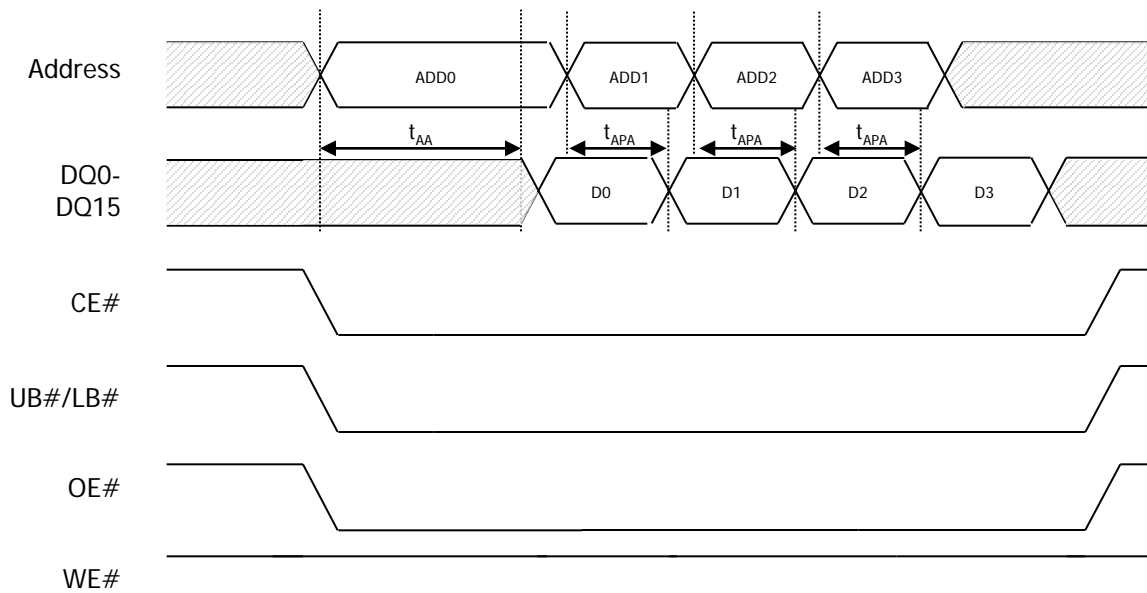 Address
ADD0
ADD1
ADD2
ADD3
tAA
tAPA
tAPA
tAPA
DQ0-
DQ15
D0
D1
D2
D3
CE#
UB#/LB#
OE#
WE#